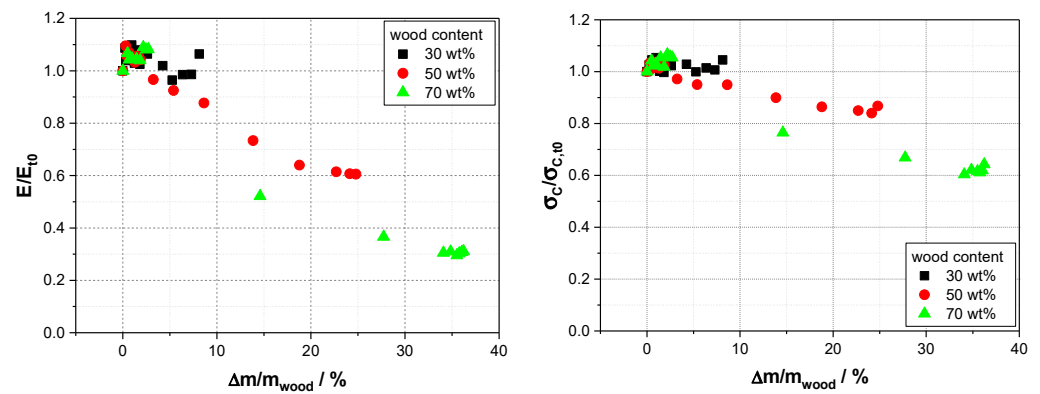 1.2
1.0
0.8
0.6
0.4
0.2
0.0
E/E_t0
wood content
30 wt%
50 wt%
70 wt%
0 10 20 30 40
Δm/m_wood / %
1.2
1.0
0.8
0.6
0.4
0.2
0.0
σ_C/σ_C,t0
wood content
30 wt%
50 wt%
70 wt%
0 10 20 30 40
Δm/m_wood / %